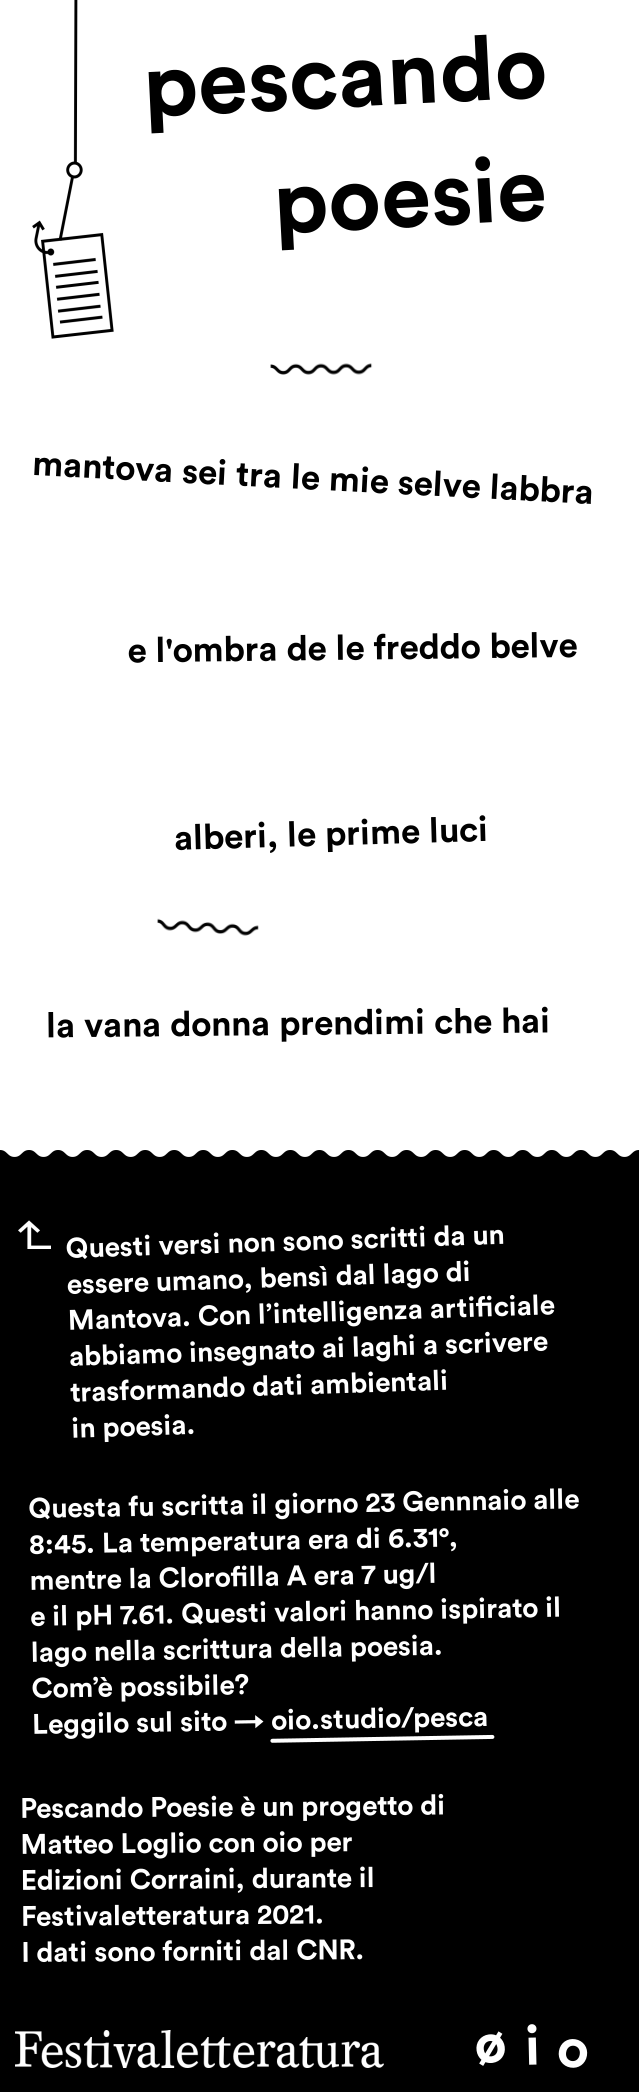 pescando
poesie
mantova sei tra le mie selve labbra
e l'ombra de le freddo belve
alberi, le prime luci
la vana donna prendimi che hai
Questi versi non sono scritti da un
essere umano, bensì dal lago di
Mantova. Con l’intelligenza artificiale
abbiamo insegnato ai laghi a scrivere
trasformando dati ambientali
in poesia.
Questa fu scritta il giorno 23 Gennnaio alle
8:45. La temperatura era di 6.31°,
mentre la Clorofilla A era 7 ug/l
e il pH 7.61. Questi valori hanno ispirato il
lago nella scrittura della poesia.
Com’è possibile?
Leggilo sul sito → oio.studio/pesca
Pescando Poesie è un progetto di
Matteo Loglio con oio per
Edizioni Corraini, durante il
Festivaletteratura 2021.
I dati sono forniti dal CNR.
Festivaletteratura øio